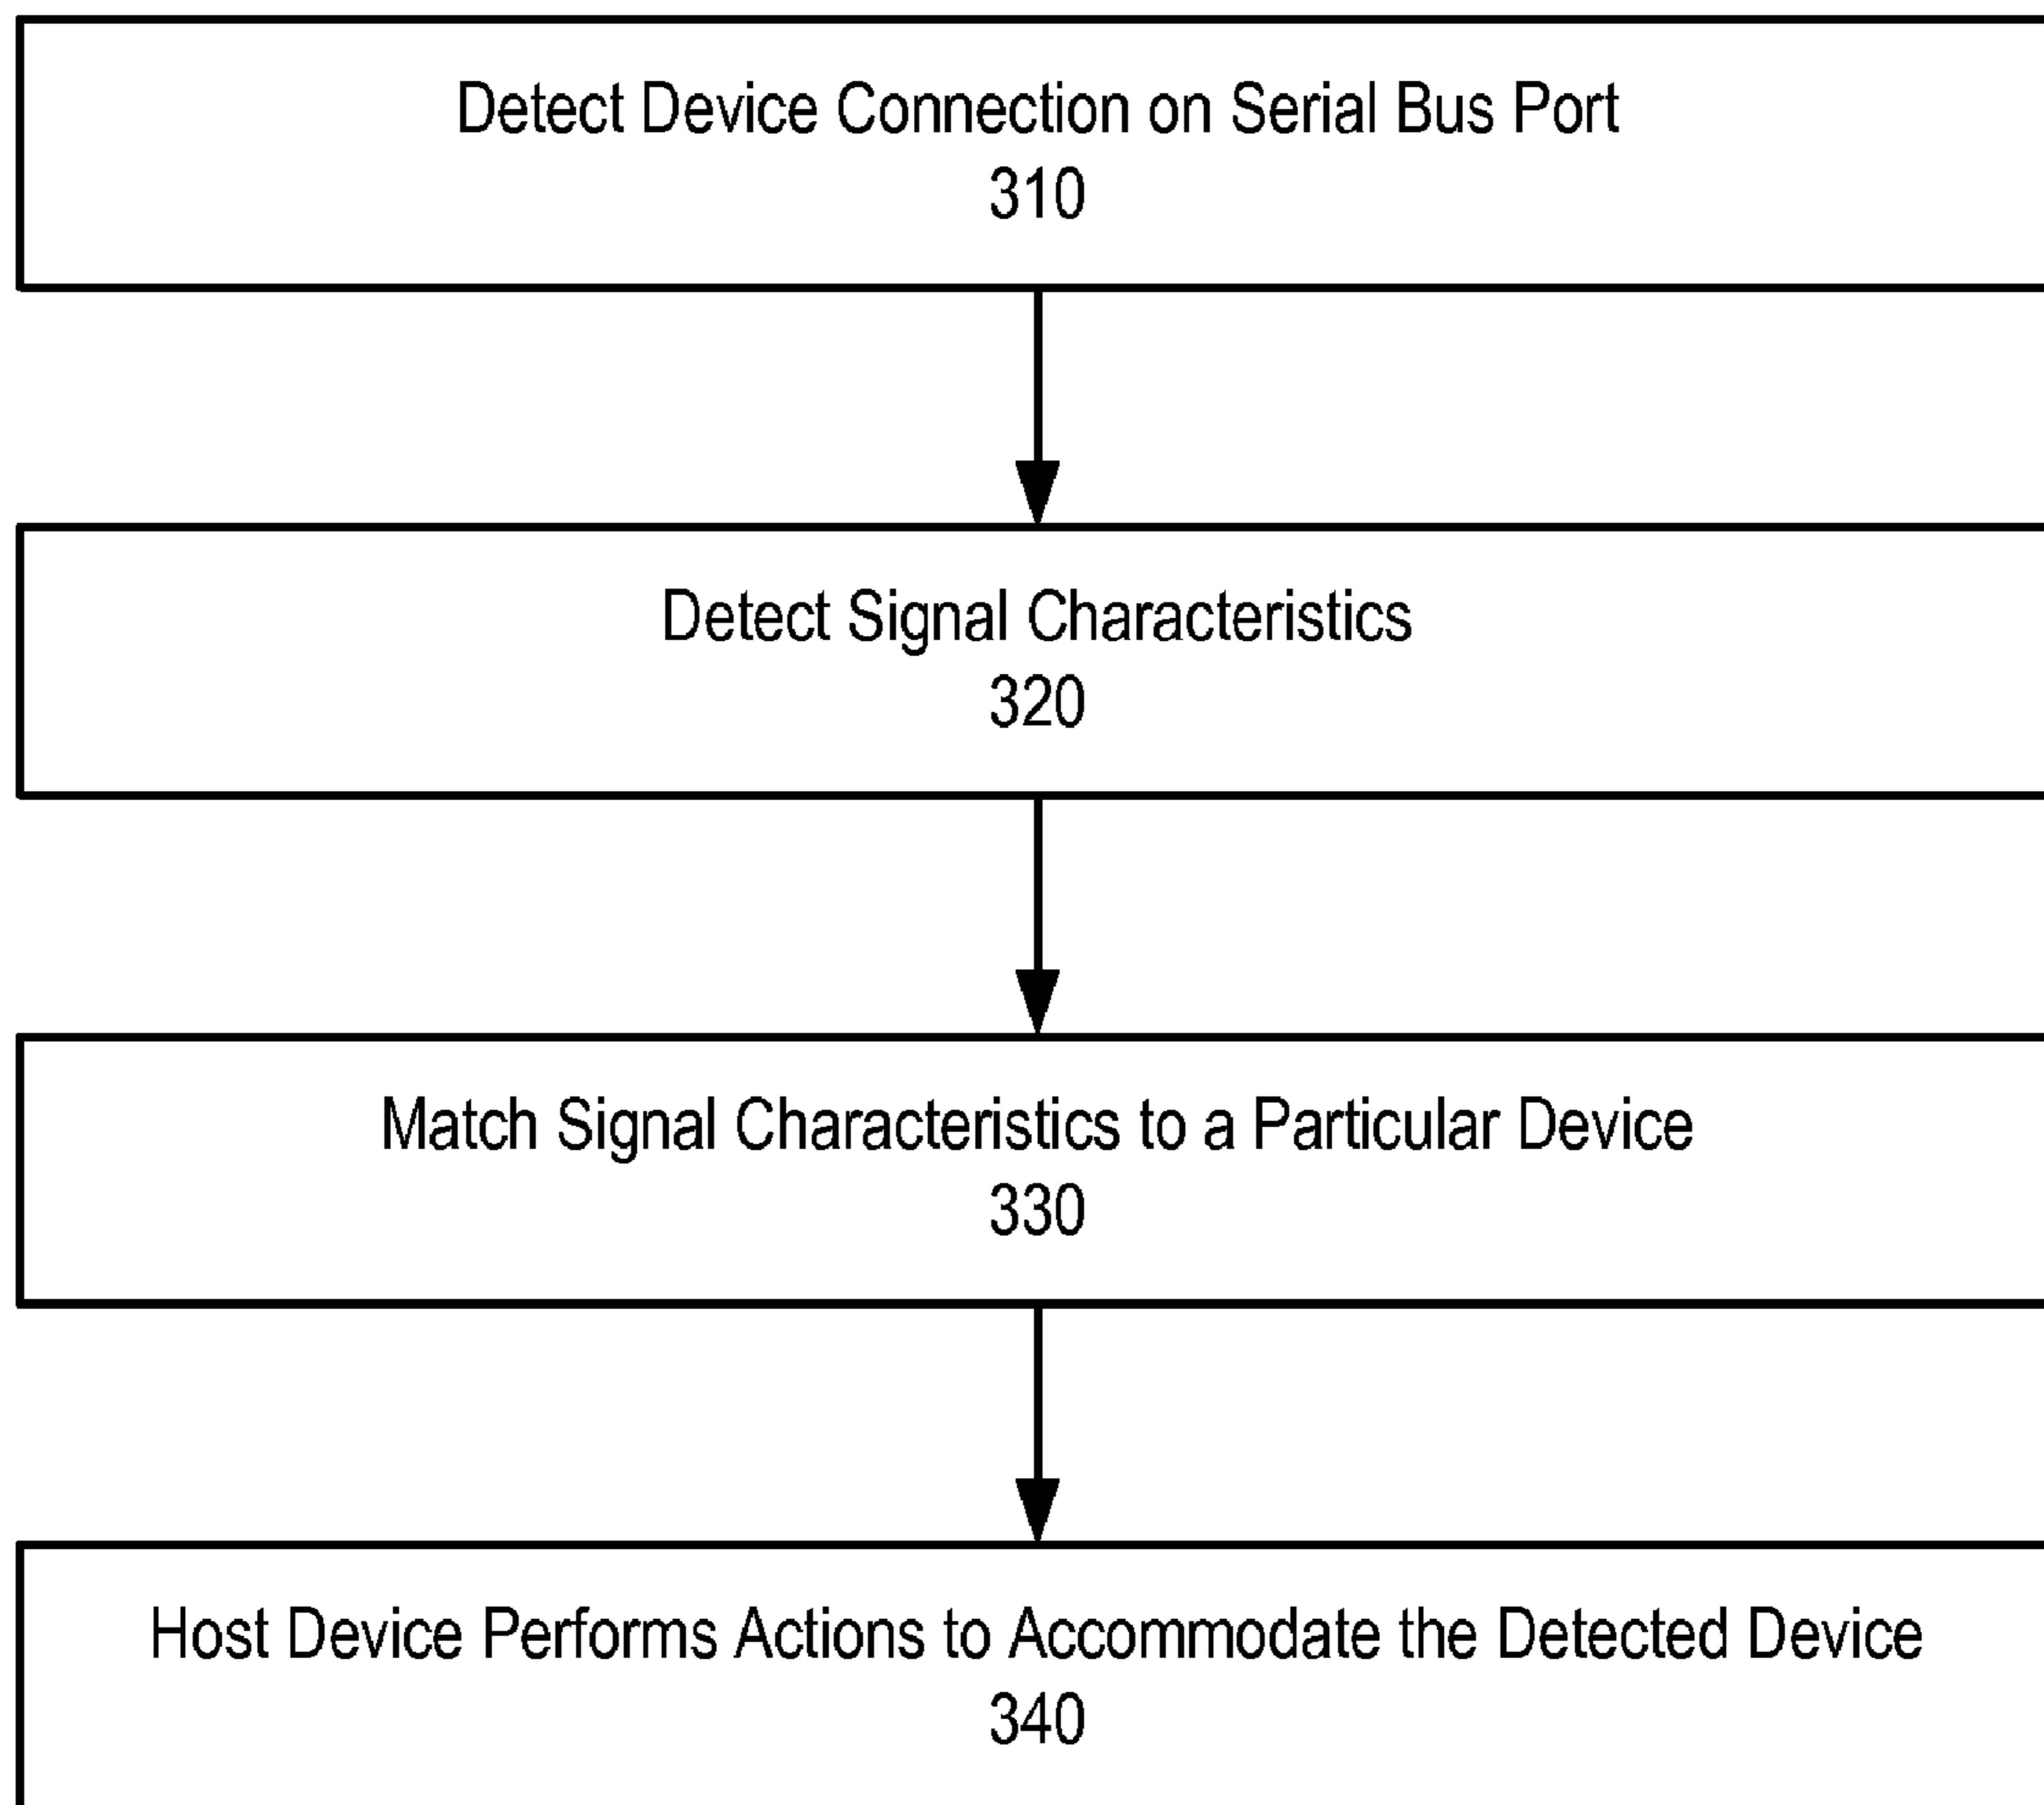 Detect Device Connection on Serial Bus Port
310
Detect Signal Characteristics
320
Match Signal Characteristics to a Particular Device
330
Host Device Performs Actions to Accommodate the Detected Device
340